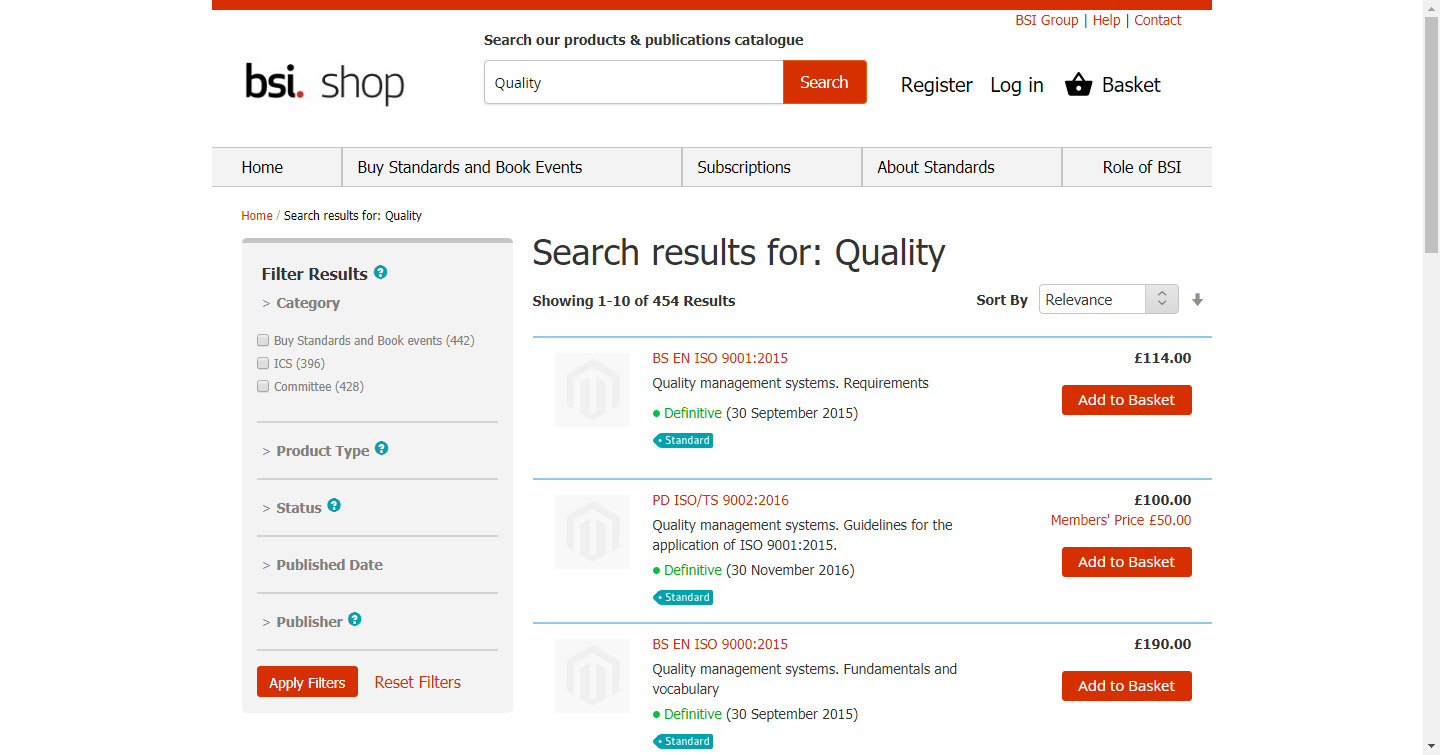 BSI Group | Help | Contact
Search our products & publications catalogue
bsi. shop
Quality
Search
Register
Log in
Basket
Home
Buy Standards and Book Events
Subscriptions
About Standards
Role of BSI
Home / Search results for: Quality
Filter Results ?
> Category
Buy Standards and Book events (442)
ICS (396)
Committee (428)
> Product Type ?
> Status ?
> Published Date
> Publisher ?
Apply Filters
Reset Filters
Search results for: Quality
Showing 1-10 of 454 Results
Sort By
Relevance
BS EN ISO 9001:2015
£114.00
Quality management systems. Requirements
Add to Basket
Definitive (30 September 2015)
Standard
PD ISO/TS 9002:2016
£100.00
Members' Price £50.00
Quality management systems. Guidelines for the
application of ISO 9001:2015.
Add to Basket
Definitive (30 November 2016)
Standard
BS EN ISO 9000:2015
£190.00
Quality management systems. Fundamentals and
vocabulary
Add to Basket
Definitive (30 September 2015)
Standard